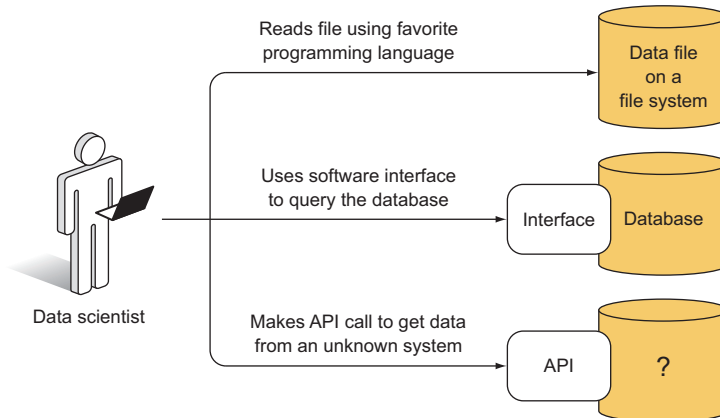 Reads file using favorite
programming language
Data file
on a
file system
Uses software interface
to query the database
Interface
Database
Data scientist
Makes API call to get data
from an unknown system
API
?